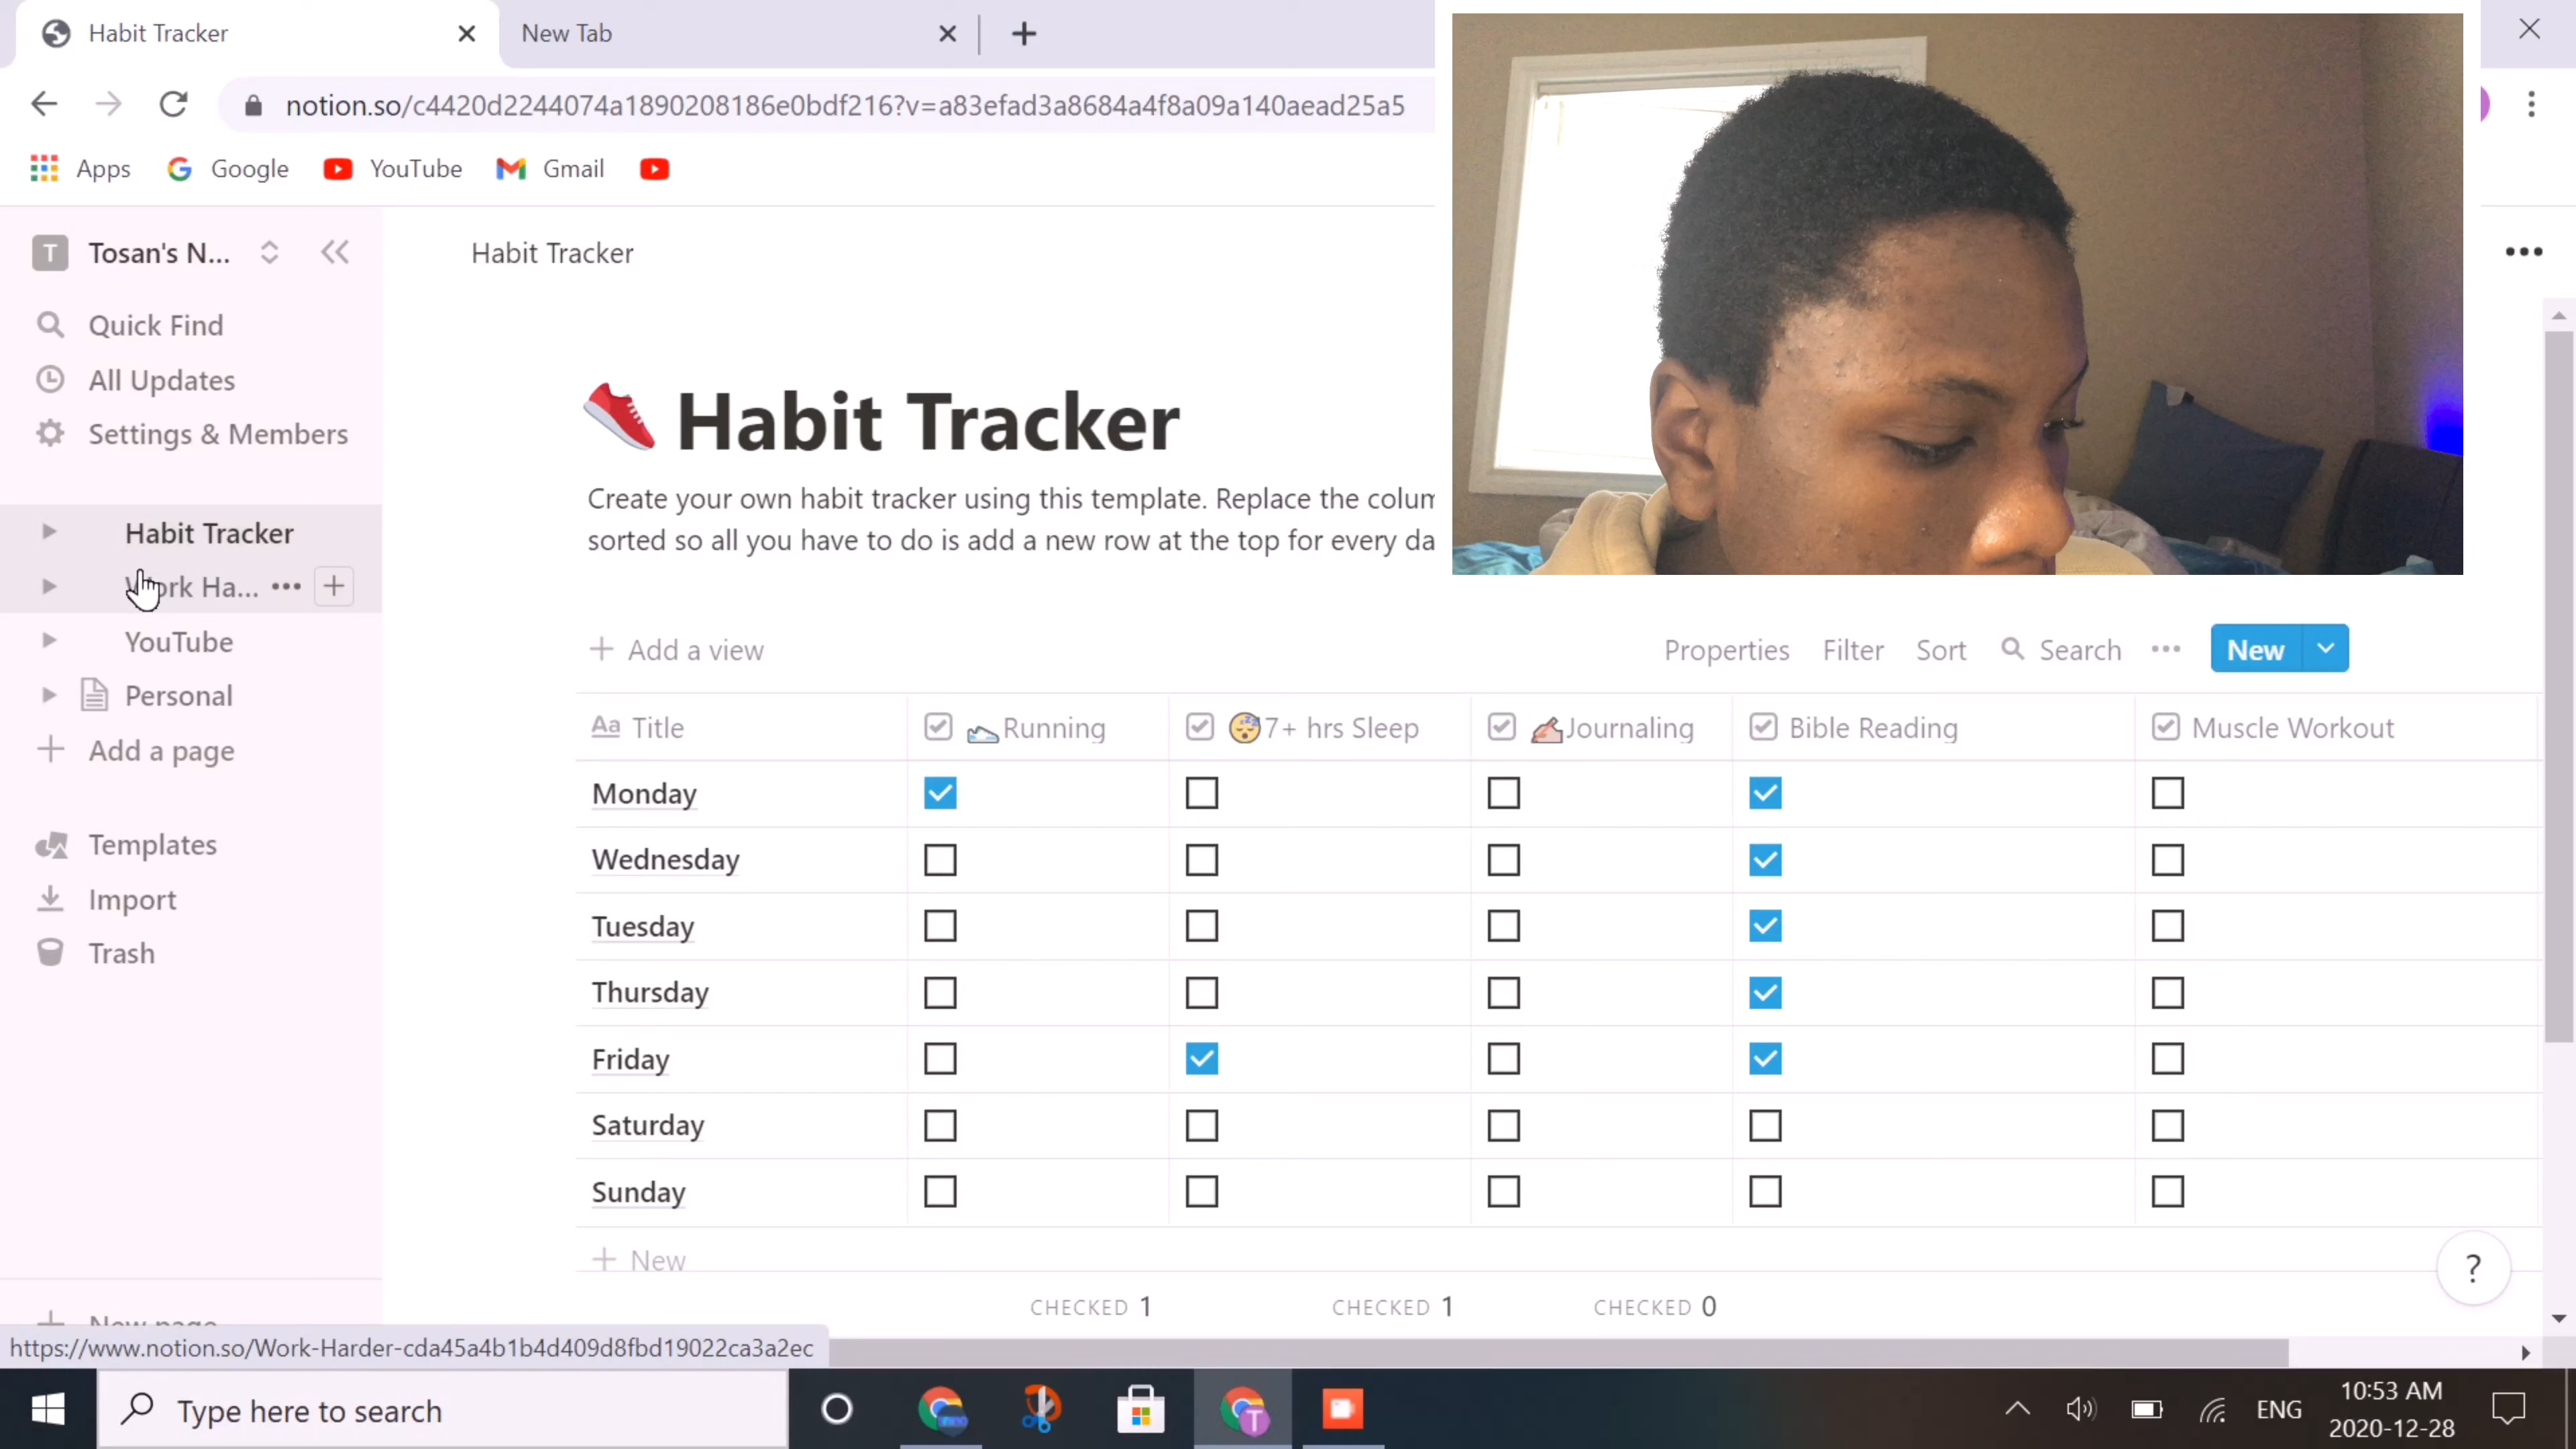 Habit Tracker
New Tab
notion.so/c4420d2244074a1890208186e0bdf216?v=a83efad3a8684a4f8a09a140aead25a5
Apps
Google
YouTube
Gmail
T
Tosan's N...
Quick Find
All Updates
Settings & Members
Habit Tracker
Work Ha...
YouTube
Personal
Add a page
Templates
Import
Trash
Habit Tracker
Habit Tracker
Create your own habit tracker using this template. Replace the colum
sorted so all you have to do is add a new row at the top for every da
Add a view
Properties Filter Sort Search New
Aa Title Running 7+ hrs Sleep Journaling Bible Reading Muscle Workout
Monday
Wednesday
Tuesday
Thursday
Friday
Saturday
Sunday
New
CHECKED 1 CHECKED 1 CHECKED 0
?
New page
https://www.notion.so/Work-Harder-cda45a4b1b4d409d8fbd19022ca3a2ec
Type here to search
T
ENG
10:53 AM
2020-12-28